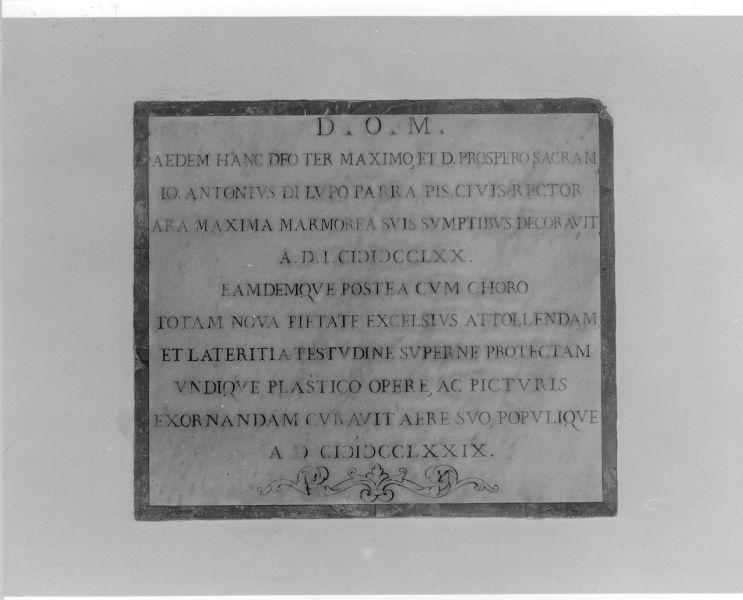 D. O. M.
AEDEM HANC DEO TER MAXIMO, ET D. PROSPERO SACRAM
IO. ANTONIVS DI LVPO PARRA PIS. CIVIS RECTOR
ARA MAXIMA MARMOREA SVIS SVMPTIBVS DECORAVIT
A. D. I. CIƆIƆCCLXX.
EAMDEMQVE POSTEA CVM CHORO
TOTAM NOVA PIETATE EXCELSIVS ATTOLLENDAM,
ET LATERITIA TESTVDINE SVPERNE PROTECTAM
VNDIQVE PLASTICO OPERE, AC PICTVRIS
EXORNANDAM CVRAVIT AERE SVO, POPVLIQVE
A D CIƆIƆCCLXXIX.